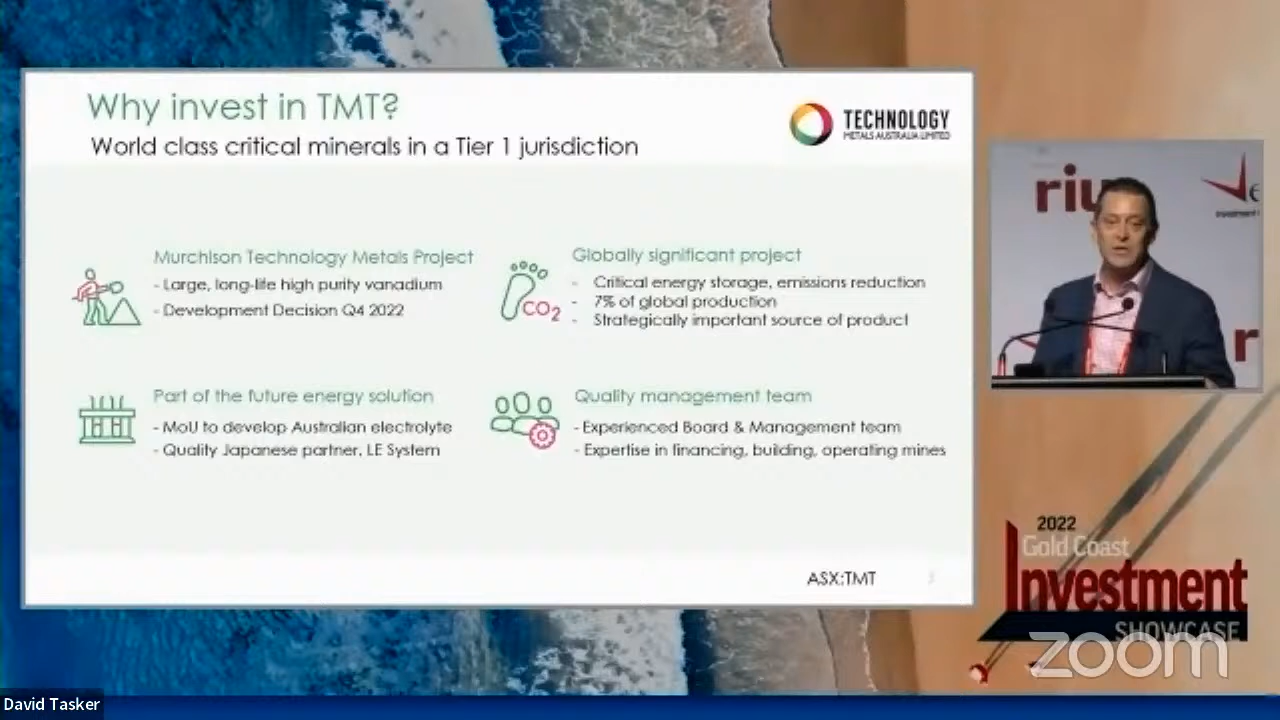 Why invest in TMT?
World class critical minerals in a Tier 1 jurisdiction
TECHNOLOGY
METALS AUSTRALIA LIMITED
Murchison Technology Metals Project
- Large, long-life high purity vanadium
- Development Decision Q4 2022
Globally significant project
- Critical energy storage, emissions reduction
- 7% of global production
- Strategically important source of product
CO2
Part of the future energy solution
- MoU to develop Australian electrolyte
- Quality Japanese partner, LE System
Quality management team
- Experienced Board & Management team
- Expertise in financing, building, operating mines
ASX:TMT
3
riu
r
2022
Gold Coast
Investment
SHOWCASE
zoom
David Tasker